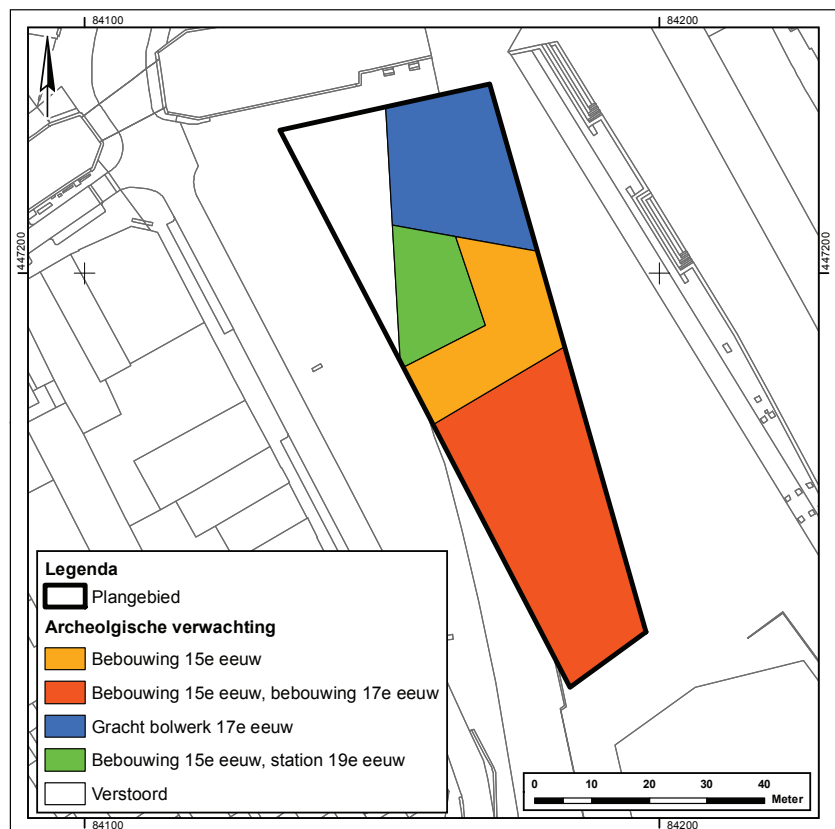 84100 84200
447200 447200
Legenda
Plangebied
Archeolgische verwachting
Bebouwing 15e eeuw
Bebouwing 15e eeuw, bebouwing 17e eeuw
Gracht bolwerk 17e eeuw
Bebouwing 15e eeuw, station 19e eeuw
Verstoord
0 10 20 30 40
Meter
84100 84200